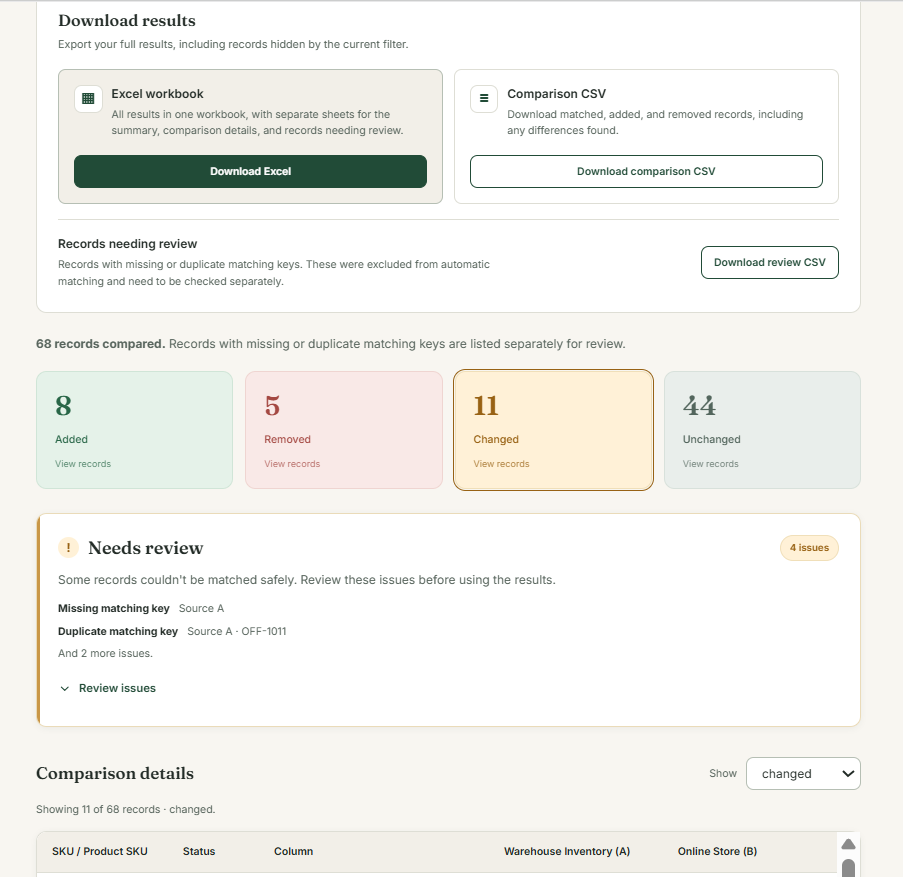 Download results
Export your full results, including records hidden by the current filter.
Excel workbook
All results in one workbook, with separate sheets for the
summary, comparison details, and records needing review.
Download Excel
Comparison CSV
Download matched, added, and removed records, including
any differences found.
Download comparison CSV
Records needing review
Records with missing or duplicate matching keys. These were excluded from automatic
matching and need to be checked separately.
Download review CSV
68 records compared. Records with missing or duplicate matching keys are listed separately for review.
8
Added
View records
5
Removed
View records
11
Changed
View records
44
Unchanged
View records
! Needs review
4 issues
Some records couldn't be matched safely. Review these issues before using the results.
Missing matching key Source A
Duplicate matching key Source A · OFF-1011
And 2 more issues.
Review issues
Comparison details
Show changed
Showing 11 of 68 records · changed.
SKU / Product SKU Status Column Warehouse Inventory (A) Online Store (B)